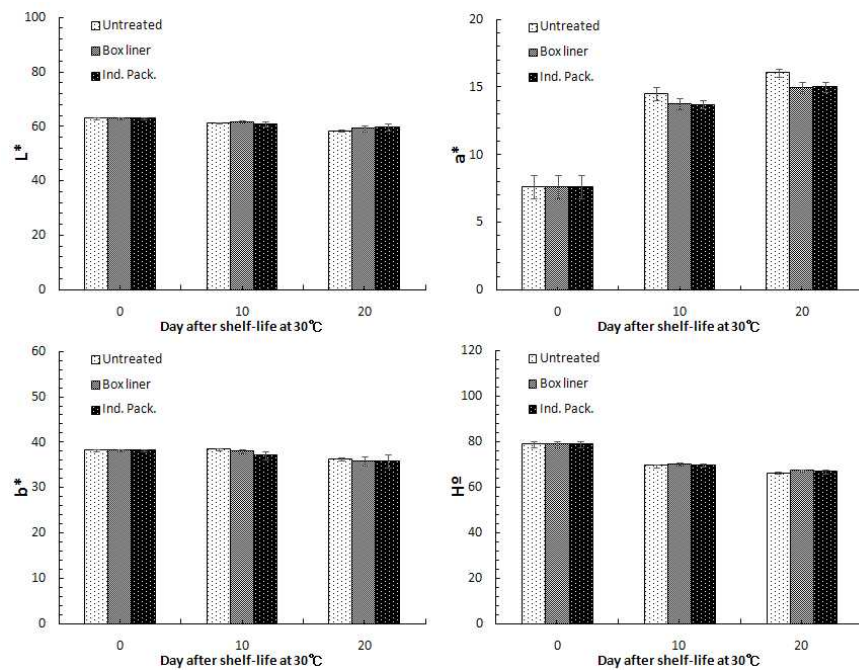 100
80
60
40
20
0
L*
Untreated
Box liner
Ind. Pack.
0 10 20
Day after shelf-life at 30℃
20
15
10
5
0
a*
Untreated
Box liner
Ind. Pack.
0 10 20
Day after shelf-life at 30℃
60
50
40
30
20
10
0
b*
Untreated
Box liner
Ind. Pack.
0 10 20
Day after shelf-life at 30℃
120
100
80
60
40
20
0
Hº
Untreated
Box liner
Ind. Pack.
0 10 20
Day after shelf-life at 30℃